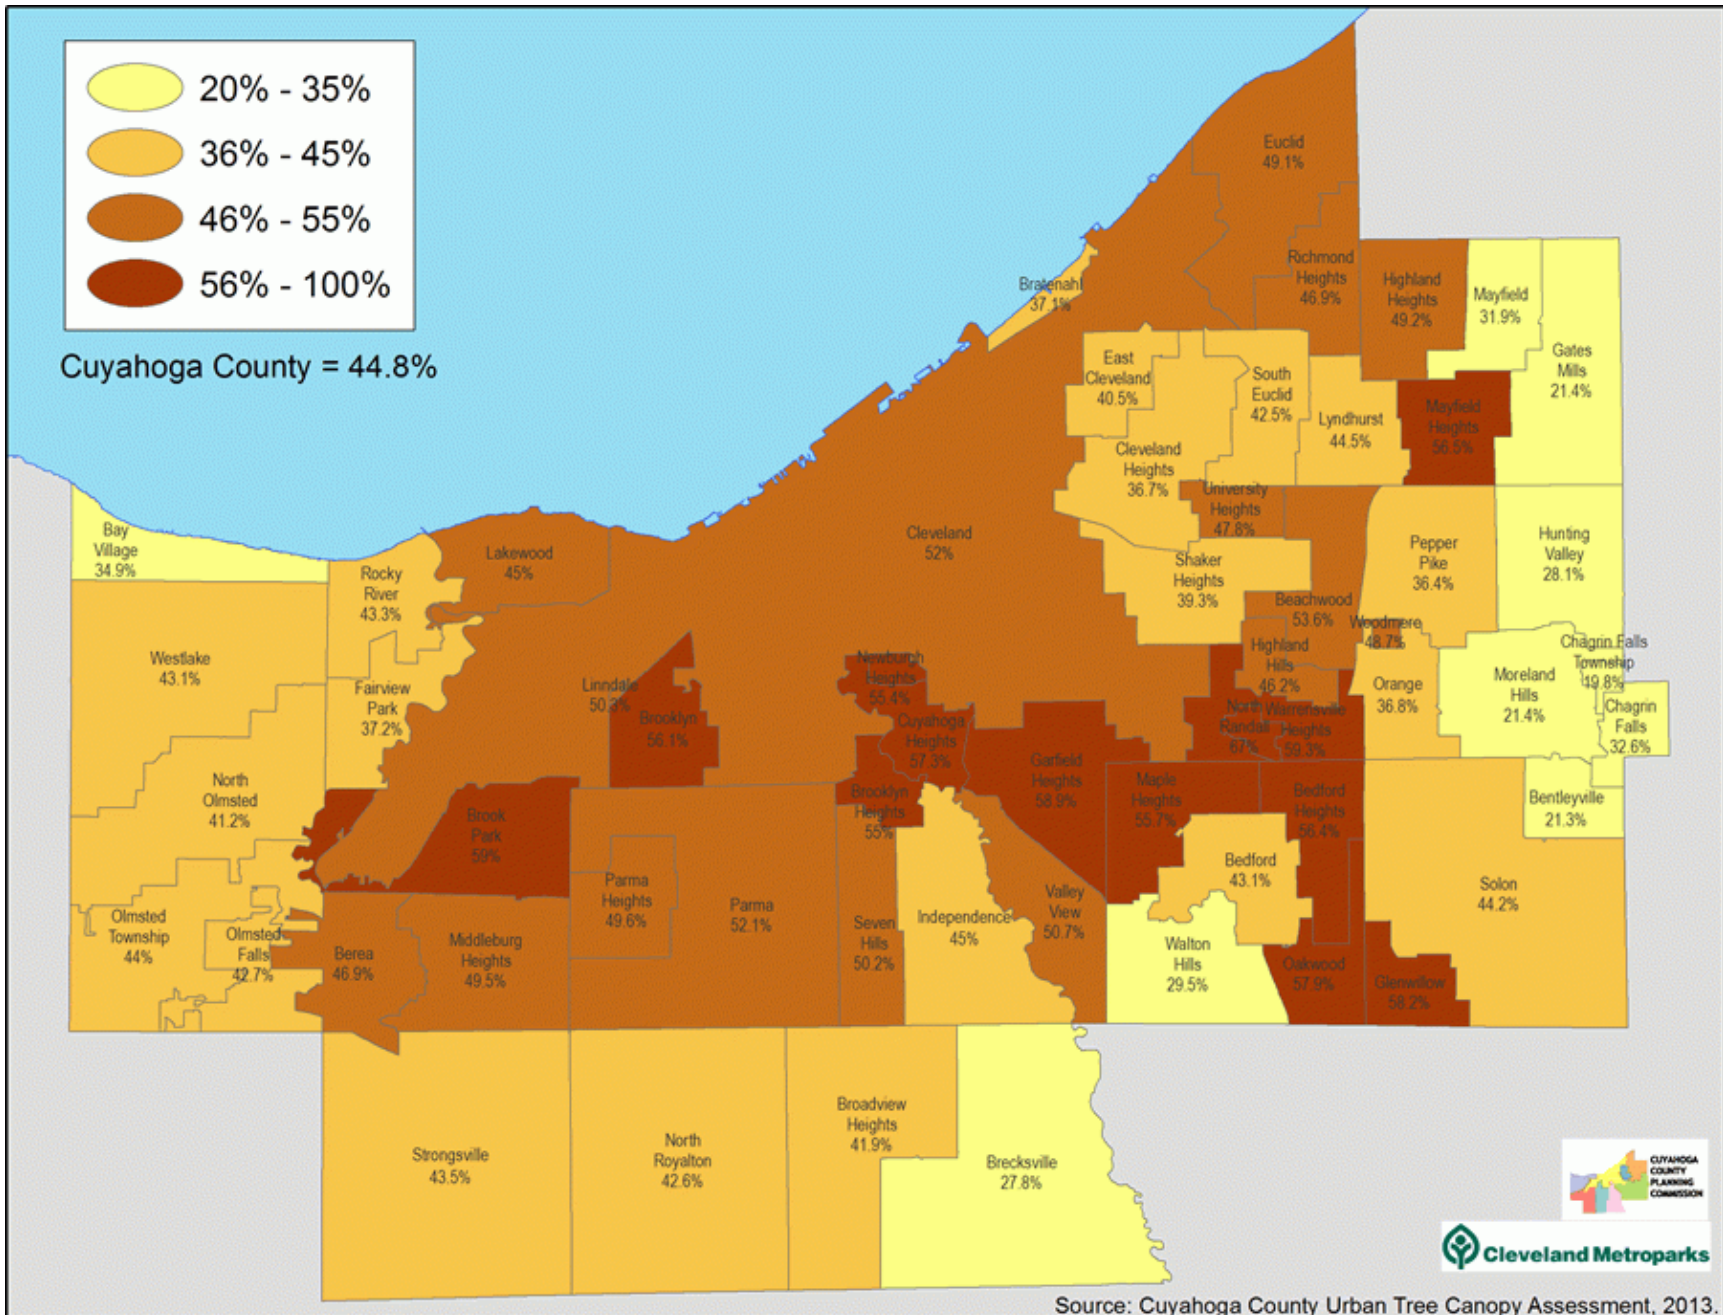 20% - 35%
36% - 45%
46% - 55%
56% - 100%
Cuyahoga County = 44.8%
Euclid
49.1%
Richmond
Heights
46.9%
Highland
Heights
49.2%
Mayfield
31.9%
Gates
Mills
21.4%
Bratenahl
37.1%
East
Cleveland
40.5%
South
Euclid
42.5%
Lyndhurst
44.5%
Mayfield
Heights
56.5%
Cleveland
Heights
36.7%
University
Heights
47.8%
Cleveland
52%
Shaker
Heights
39.3%
Pepper
Pike
36.4%
Hunting
Valley
28.1%
Bay
Village
34.9%
Rocky
River
43.3%
Lakewood
45%
Beachwood
53.6%
Woodmere
48.7%
Highland
Hills
46.2%
Chagrin Falls
Township
19.8%
Moreland
Hills
21.4%
Chagrin
Falls
32.6%
Orange
36.8%
Westlake
43.1%
Fairview
Park
37.2%
Linndale
50.3%
Brooklyn
56.1%
Newburgh
Heights
55.4%
Cuyahoga
Heights
57.3%
North
Randall
67%
Warrensville
Heights
59.3%
Garfield
Heights
58.9%
Maple
Heights
55.7%
Bedford
Heights
56.4%
Bentleyville
21.3%
North
Olmsted
41.2%
Brook
Park
59%
Brooklyn
Heights
55%
Bedford
43.1%
Solon
44.2%
Parma
Heights
49.6%
Parma
52.1%
Seven
Hills
50.2%
Independence
45%
Valley
View
50.7%
Olmsted
Township
44%
Olmsted
Falls
42.7%
Berea
46.9%
Middleburg
Heights
49.5%
Walton
Hills
29.5%
Oakwood
57.9%
Glenwillow
58.2%
Strongsville
43.5%
North
Royalton
42.6%
Broadview
Heights
41.9%
Brecksville
27.8%
CUYAHOGA
COUNTY
PLANNING
COMMISSION
Cleveland Metroparks
Source: Cuyahoga County Urban Tree Canopy Assessment, 2013.